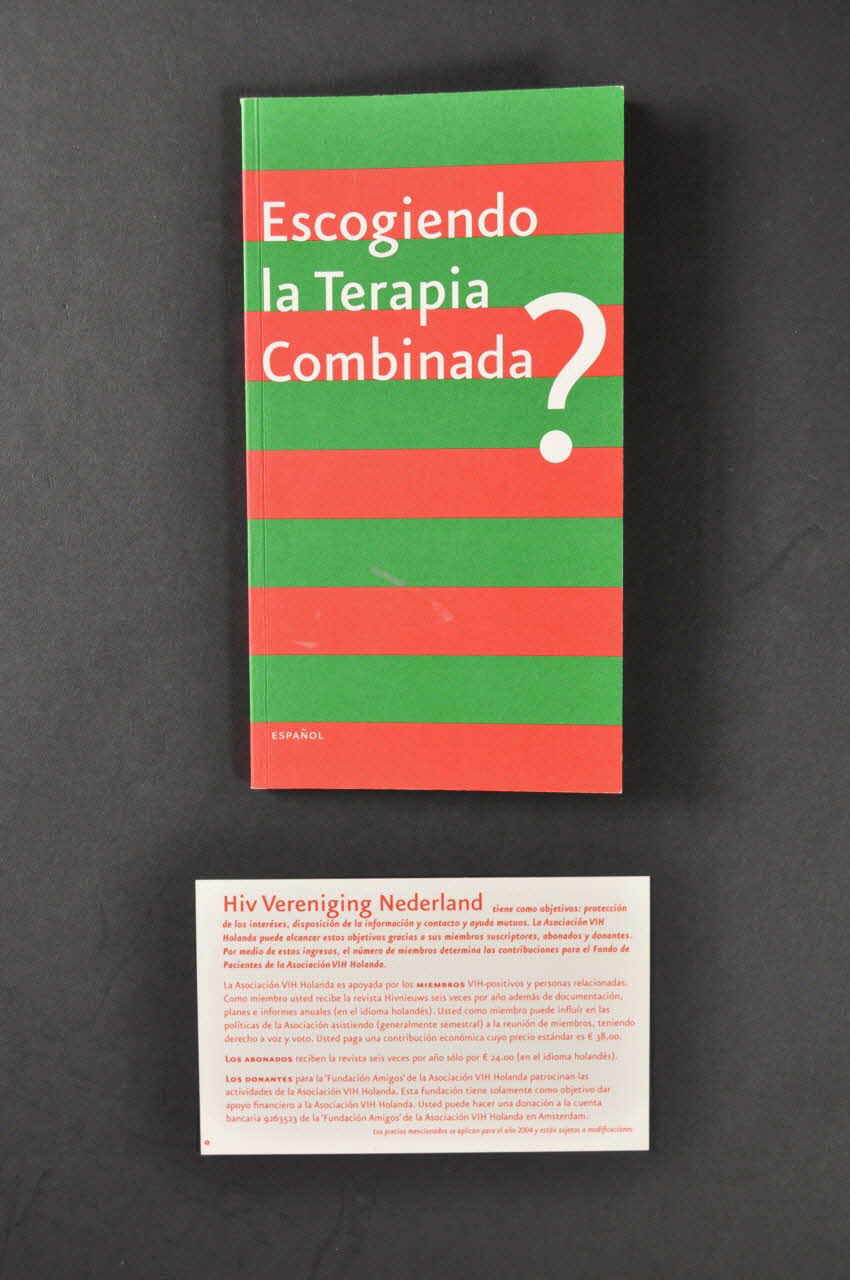 Escogiendo
la Terapia
Combinada?
ESPAÑOL
Hiv Vereniging Nederland tiene como objetivos: protección
de los interéses, disposición de la información y contacto y ayuda mutuos. La Asociación VIH
Holanda puede alcanzar estos objetivos gracias a sus miembros suscriptores, abonados y donantes.
Por medio de estos ingresos, el número de miembros determina las contribuciones para el Fondo de
Pacientes de la Asociación VIH Holanda.
La Asociación VIH Holanda es apoyada por los MIEMBROS VIH-positivos y personas relacionadas.
Como miembro usted recibe la revista Hivnieuws seis veces por año además de documentación,
planes e informes anuales (en el idioma holandés). Usted como miembro puede influir en las
políticas de la Asociación asistiendo (generalmente semestral) a la reunión de miembros, teniendo
derecho a voz y voto. Usted paga una contribución económica cuyo precio estándar es € 38,00.
LOS ABONADOS reciben la revista seis veces por año sólo por € 24.00 (en el idioma holandés).
LOS DONANTES para la 'Fundación Amigos' de la Asociación VIH Holanda patrocinan las
actividades de la Asociación VIH Holanda. Esta fundación tiene solamente como objetivo dar
apoyo financiero a la Asociación VIH Holanda. Usted puede hacer una donación a la cuenta
bancaria 9263523 de la 'Fundación Amigos' de la Asociación VIH Holanda en Amsterdam.
Los precios mencionados se aplican para el año 2004 y están sujetos a modificaciones.